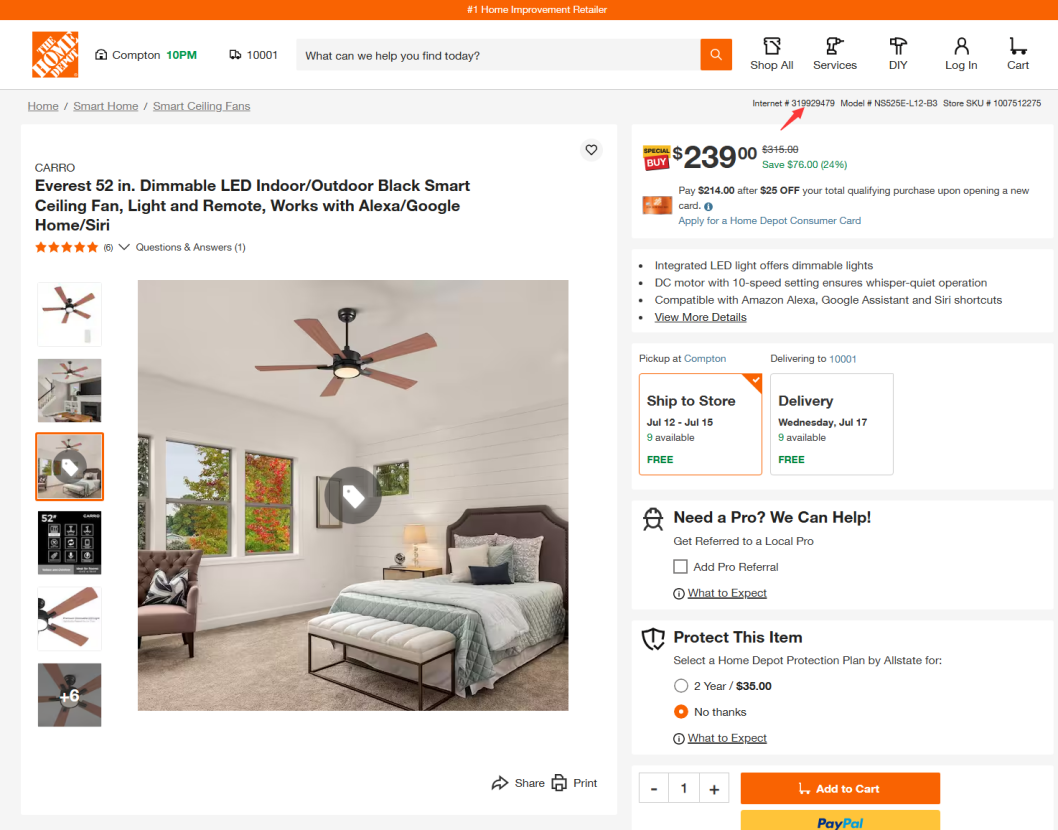 #1 Home Improvement Retailer
THE HOME DEPOT
Compton 10PM
10001
What can we help you find today?
Shop All
Services
DIY
Log In
Cart
Home / Smart Home / Smart Ceiling Fans
Internet # 319929479 Model # NS525E-L12-B3 Store SKU # 1007512275
CARRO
Everest 52 in. Dimmable LED Indoor/Outdoor Black Smart
Ceiling Fan, Light and Remote, Works with Alexa/Google
Home/Siri
(6) Questions & Answers (1)
52"
CARRO
+6
Share
Print
SPECIAL BUY
$23900 $315.00
Save $76.00 (24%)
Pay $214.00 after $25 OFF your total qualifying purchase upon opening a new
card.
Apply for a Home Depot Consumer Card
• Integrated LED light offers dimmable lights
• DC motor with 10-speed setting ensures whisper-quiet operation
• Compatible with Amazon Alexa, Google Assistant and Siri shortcuts
• View More Details
Pickup at Compton
Delivering to 10001
Ship to Store
Jul 12 - Jul 15
9 available
FREE
Delivery
Wednesday, Jul 17
9 available
FREE
Need a Pro? We Can Help!
Get Referred to a Local Pro
Add Pro Referral
What to Expect
Protect This Item
Select a Home Depot Protection Plan by Allstate for:
2 Year / $35.00
No thanks
What to Expect
- 1 +
Add to Cart
PayPal